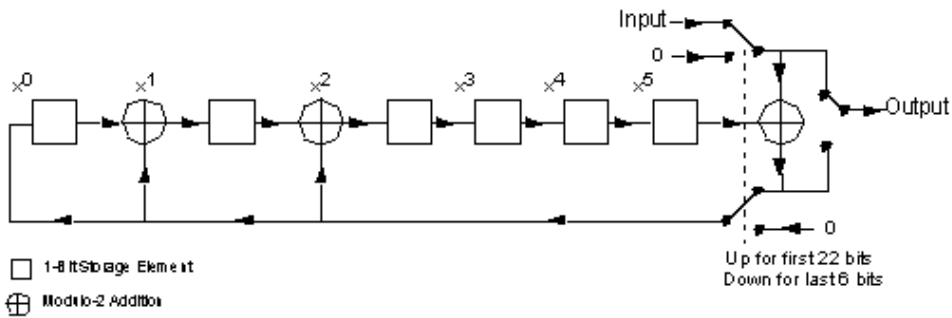 Input
0
x0 x1 x2 x3 x4 x5
Output
0
Up for first 22 bits
Down for last 6 bits
1-Bit Storage Element
Modulo-2 Addition